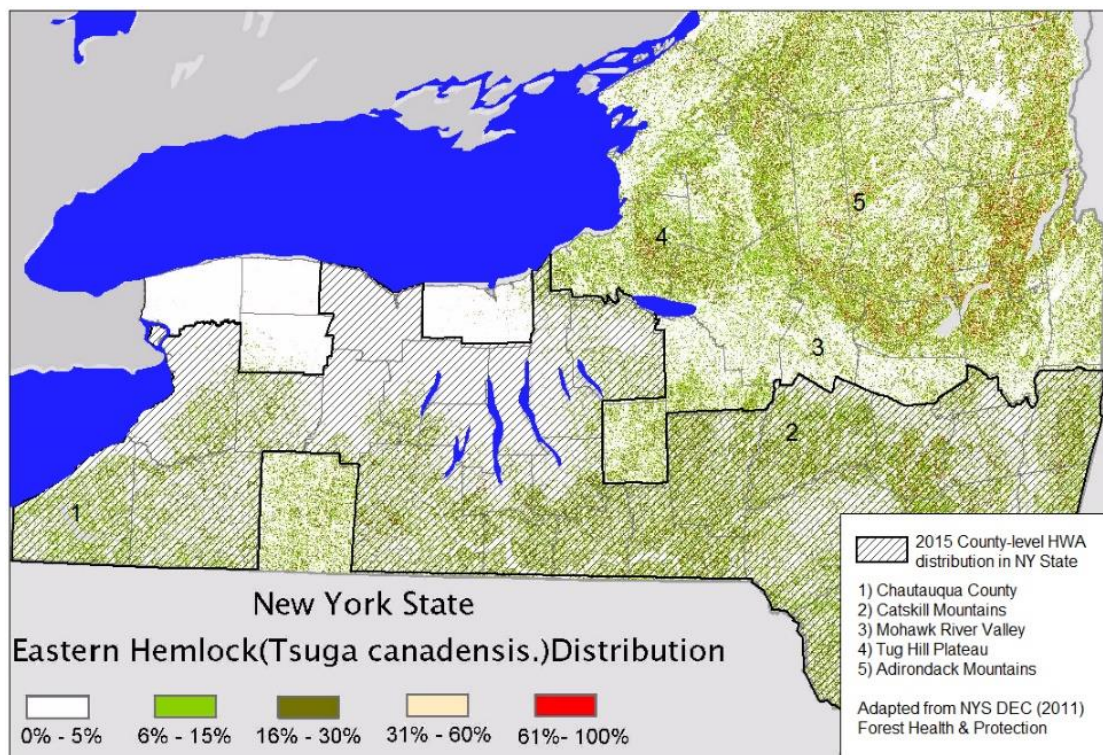 5
4
3
2
1
2015 County-level HWA
distribution in NY State
1) Chautauqua County
2) Catskill Mountains
3) Mohawk River Valley
4) Tug Hill Plateau
5) Adirondack Mountains
Adapted from NYS DEC (2011)
Forest Health & Protection
New York State
Eastern Hemlock(Tsuga canadensis.)Distribution
0% - 5%
6% - 15%
16% - 30%
31% - 60%
61%- 100%